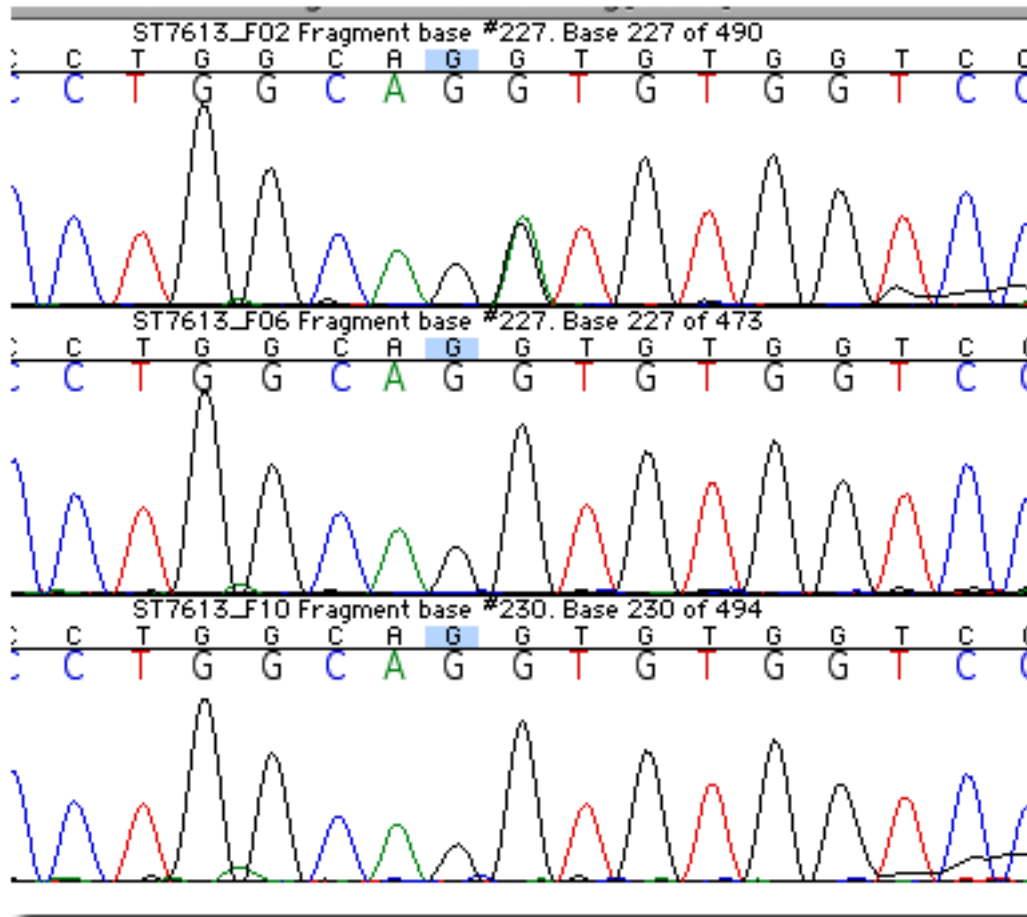 ST7613_F02 Fragment base #227. Base 227 of 490
C C T G G C A G G T G T G G T C C
C C T G G C A G G T G T G G T C C
ST7613_F06 Fragment base #227. Base 227 of 473
C C T G G C A G G T G T G G T C C
C C T G G C A G G T G T G G T C C
ST7613_F10 Fragment base #230. Base 230 of 494
C C T G G C A G G T G T G G T C C
C C T G G C A G G T G T G G T C C